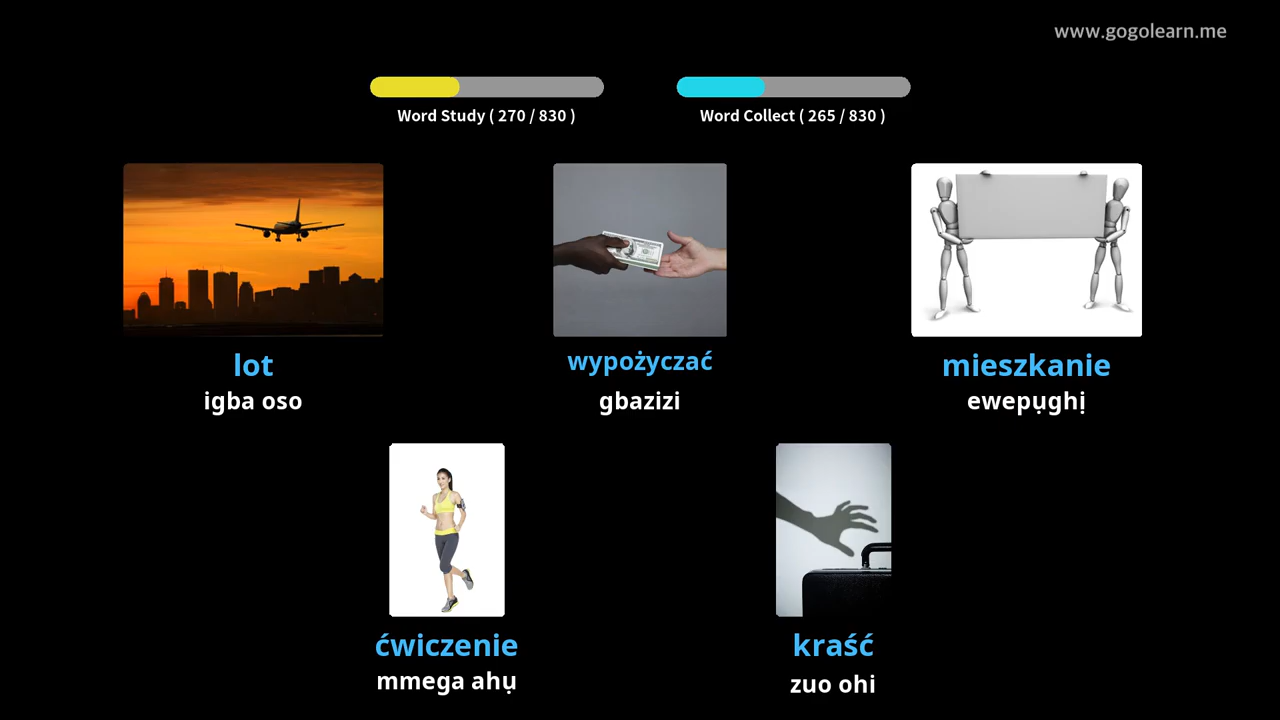 www.gogolearn.me
Word Study ( 270 / 830 )
Word Collect ( 265 / 830 )
lot
igba oso
wypożyczać
gbazizi
mieszkanie
ewepụghị
ćwiczenie
mmega ahụ
kraść
zuo ohi